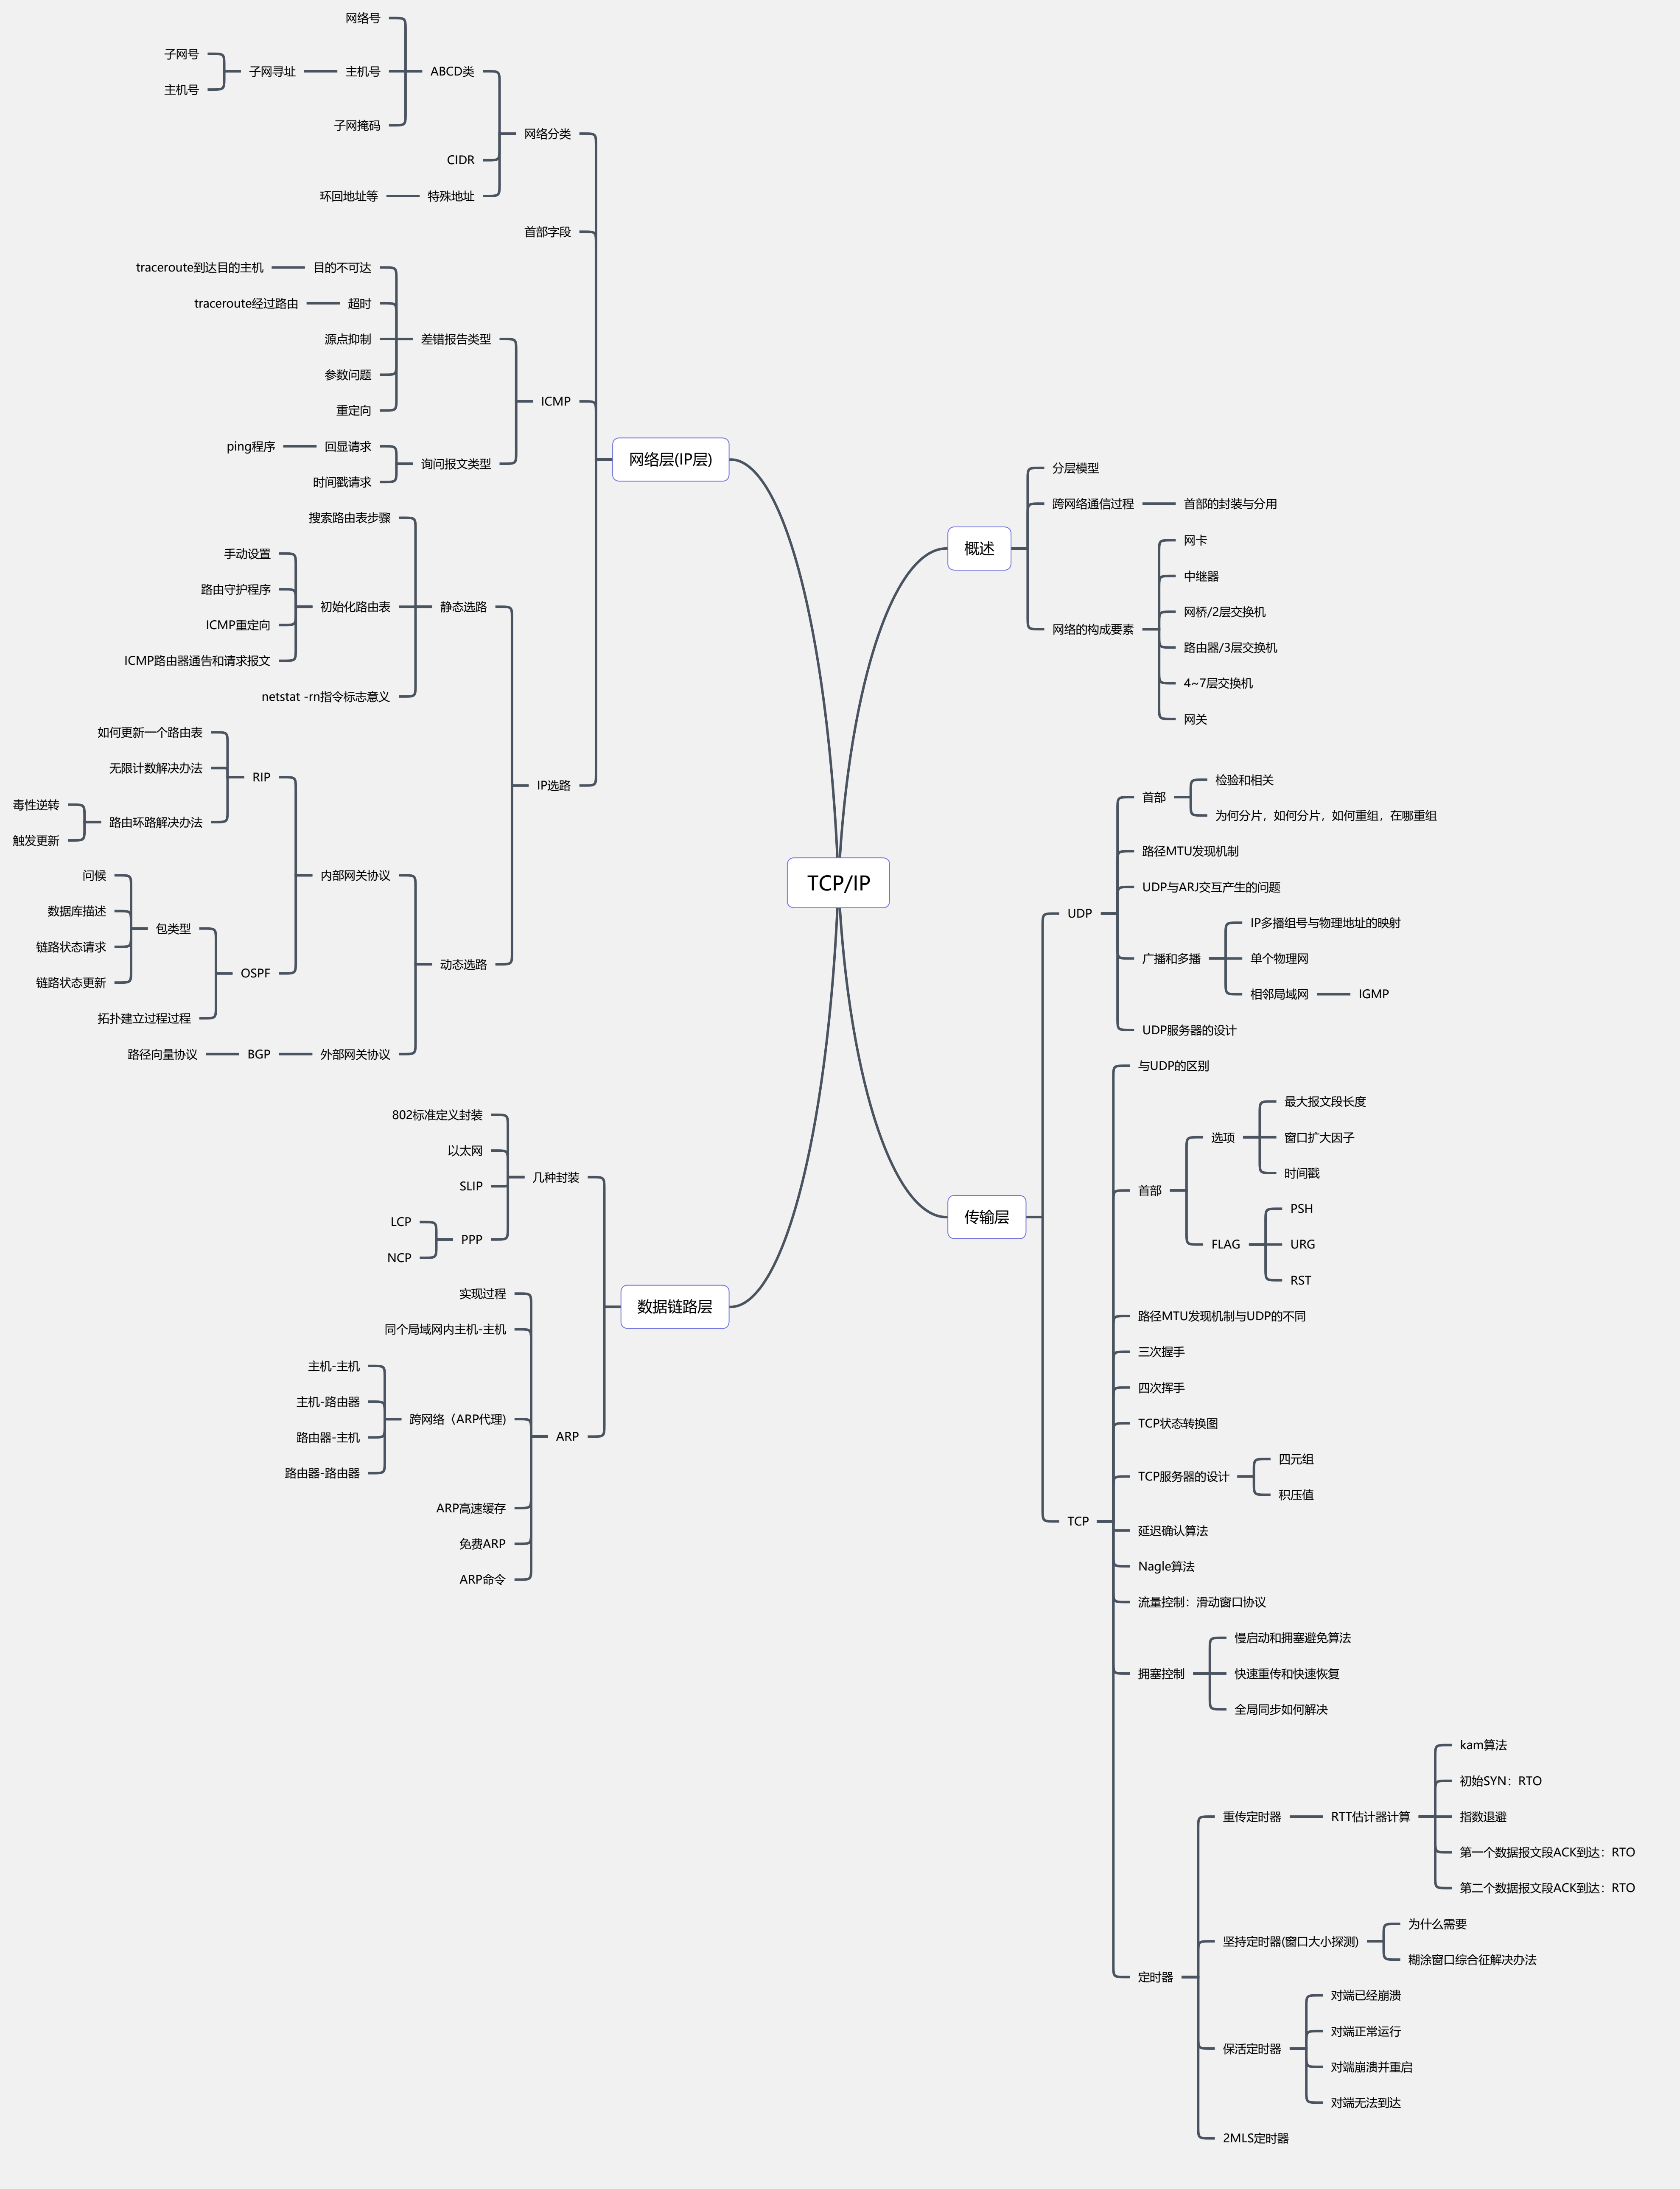 TCP/IP
概述
分层模型
跨网络通信过程
首部的封装与分用
网络的构成要素
网卡
中继器
网桥/2层交换机
路由器/3层交换机
4~7层交换机
网关
传输层
UDP
首部
检验和相关
为何分片，如何分片，如何重组，在哪重组
路径MTU发现机制
UDP与ARJ交互产生的问题
广播和多播
IP多播组号与物理地址的映射
单个物理网
相邻局域网
IGMP
UDP服务器的设计
TCP
与UDP的区别
首部
选项
最大报文段长度
窗口扩大因子
时间戳
FLAG
PSH
URG
RST
路径MTU发现机制与UDP的不同
三次握手
四次挥手
TCP状态转换图
TCP服务器的设计
四元组
积压值
延迟确认算法
Nagle算法
流量控制：滑动窗口协议
拥塞控制
慢启动和拥塞避免算法
快速重传和快速恢复
全局同步如何解决
定时器
重传定时器
RTT估计器计算
kam算法
初始SYN：RTO
指数退避
第一个数据报文段ACK到达：RTO
第二个数据报文段ACK到达：RTO
坚持定时器(窗口大小探测)
为什么需要
糊涂窗口综合征解决办法
保活定时器
对端已经崩溃
对端正常运行
对端崩溃并重启
对端无法到达
2MLS定时器
网络层(IP层)
网络分类
ABCD类
网络号
主机号
子网寻址
子网号
主机号
子网掩码
CIDR
特殊地址
环回地址等
首部字段
ICMP
差错报告类型
目的不可达
traceroute到达目的主机
超时
traceroute经过路由
源点抑制
参数问题
重定向
询问报文类型
回显请求
ping程序
时间戳请求
IP选路
静态选路
搜索路由表步骤
初始化路由表
手动设置
路由守护程序
ICMP重定向
ICMP路由器通告和请求报文
netstat -rn指令标志意义
动态选路
内部网关协议
RIP
如何更新一个路由表
无限计数解决办法
路由环路解决办法
毒性逆转
触发更新
OSPF
包类型
问候
数据库描述
链路状态请求
链路状态更新
拓扑建立过程过程
外部网关协议
BGP
路径向量协议
数据链路层
几种封装
802标准定义封装
以太网
SLIP
PPP
LCP
NCP
ARP
实现过程
同个局域网内主机-主机
跨网络（ARP代理)
主机-主机
主机-路由器
路由器-主机
路由器-路由器
ARP高速缓存
免费ARP
ARP命令